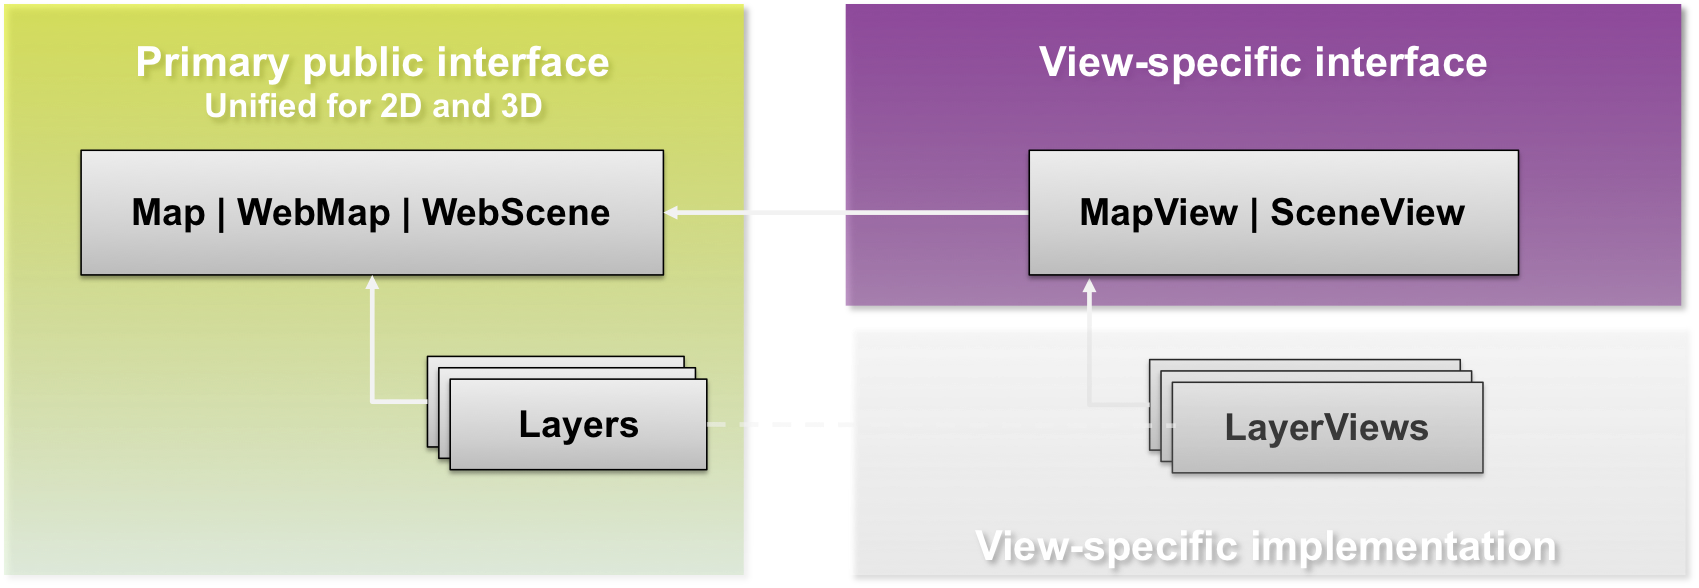 Primary public interface
Unified for 2D and 3D
Map | WebMap | WebScene
Layers
View-specific interface
MapView | SceneView
LayerViews
View-specific implementation